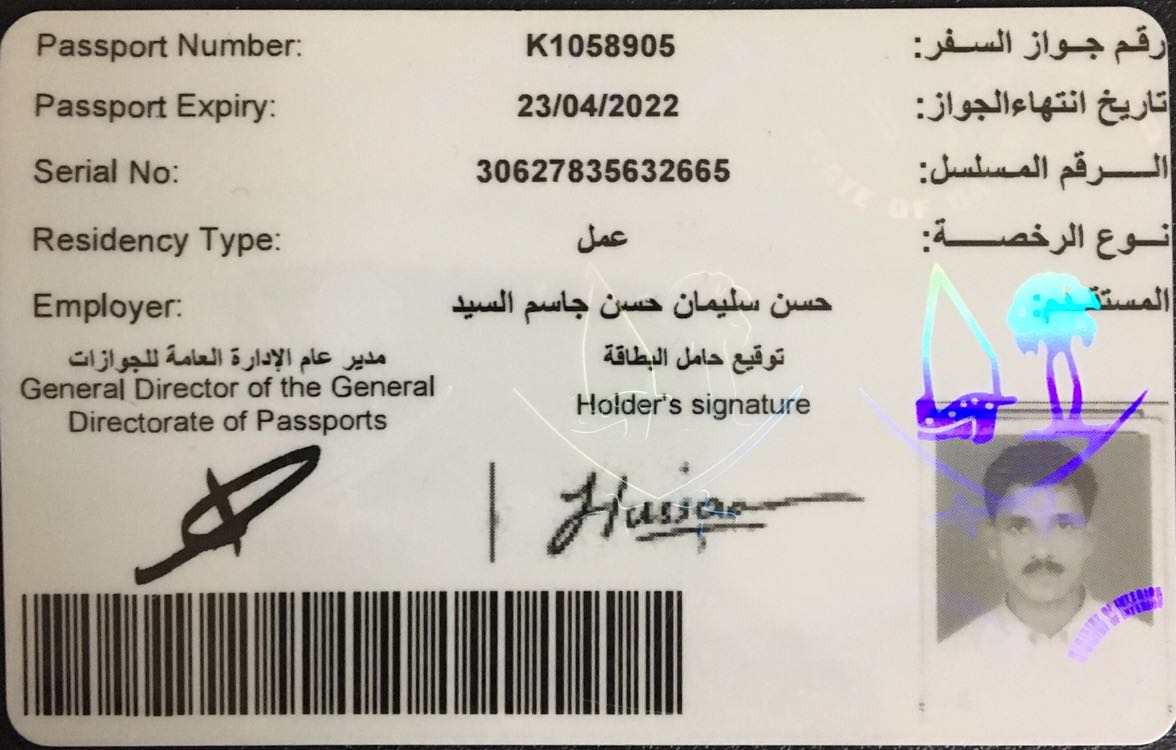 Passport Number: K1058905 رقم جواز السفر:
Passport Expiry: 23/04/2022 تاريخ انتهاءالجواز:
Serial No: 30627835632665 الرقم المسلسل:
Residency Type: عمل نوع الرخصة:
Employer: حسن سليمان حسن جاسم السيد المستقدم:
مدير عام الإدارة العامة للجوازات
General Director of the General
Directorate of Passports
توقيع حامل البطاقة
Holder's signature